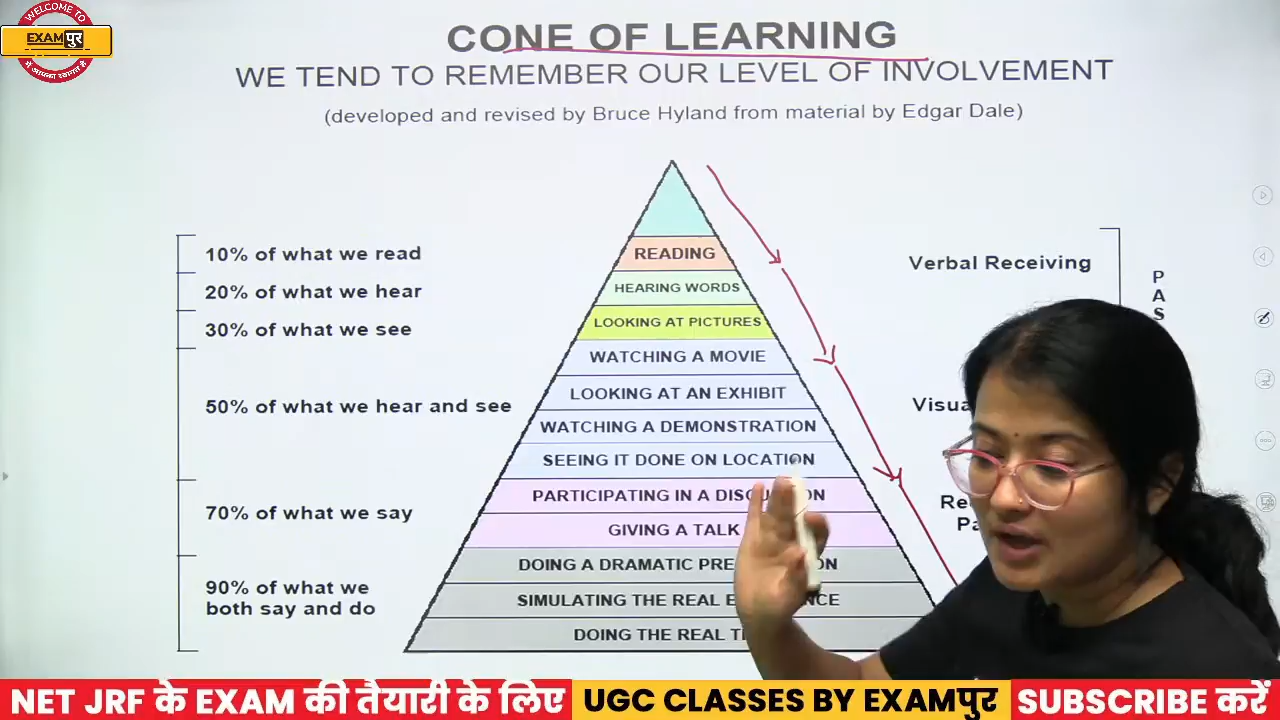 WELCOME TO
EXAMपुर
में आपका स्वागत है
CONE OF LEARNING
WE TEND TO REMEMBER OUR LEVEL OF INVOLVEMENT
(developed and revised by Bruce Hyland from material by Edgar Dale)
10% of what we read
READING
Verbal Receiving
20% of what we hear
HEARING WORDS
30% of what we see
LOOKING AT PICTURES
P
A
S
WATCHING A MOVIE
LOOKING AT AN EXHIBIT
50% of what we hear and see
WATCHING A DEMONSTRATION
SEEING IT DONE ON LOCATION
70% of what we say
PARTICIPATING IN A
GIVING A TALK
90% of what we
both say and do
DOING A DRAMATIC
SIMULATING THE REAL
DOING THE REAL
NET JRF के EXAM की तैयारी के लिए
UGC CLASSES BY EXAMपुर
SUBSCRIBE करें